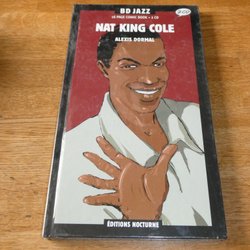 BD JAZZ
16 PAGE COMIC BOOK • 2 CD
NAT KING COLE
ALEXIS DORMAL
ÉDITIONS NOCTURNE